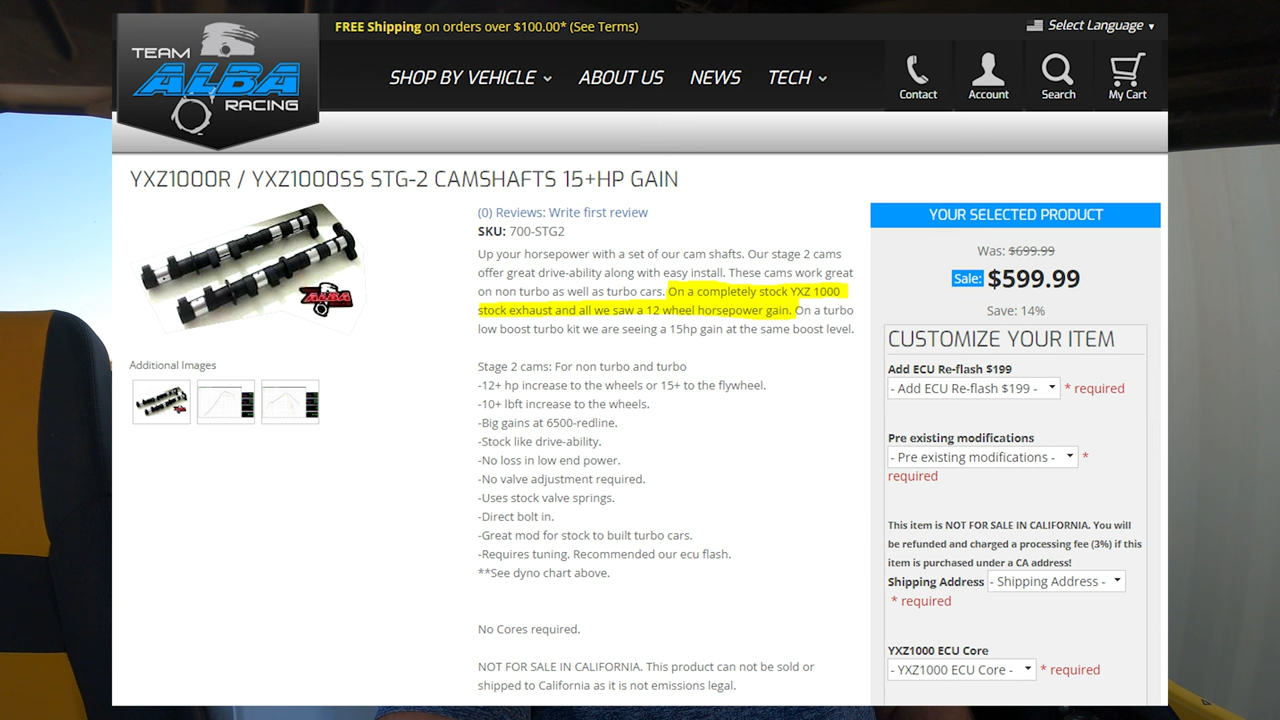 FREE Shipping on orders over $100.00* (See Terms)
Select Language ▼
TEAM
ALBA
RACING
SHOP BY VEHICLE
ABOUT US
NEWS
TECH
Contact
Account
Search
My Cart
YXZ1000R / YXZ1000SS STG-2 CAMSHAFTS 15+HP GAIN
ALBA
RACING
Additional Images
(0) Reviews: Write first review
SKU: 700-STG2
Up your horsepower with a set of our cam shafts. Our stage 2 cams
offer great drive-ability along with easy install. These cams work great
on non turbo as well as turbo cars. On a completely stock YXZ 1000
stock exhaust and all we saw a 12 wheel horsepower gain. On a turbo
low boost turbo kit we are seeing a 15hp gain at the same boost level.
Stage 2 cams: For non turbo and turbo
-12+ hp increase to the wheels or 15+ to the flywheel.
-10+ lbft increase to the wheels.
-Big gains at 6500-redline.
-Stock like drive-ability.
-No loss in low end power.
-No valve adjustment required.
-Uses stock valve springs.
-Direct bolt in.
-Great mod for stock to built turbo cars.
-Requires tuning. Recommended our ecu flash.
**See dyno chart above.
No Cores required.
NOT FOR SALE IN CALIFORNIA. This product can not be sold or
shipped to California as it is not emissions legal.
YOUR SELECTED PRODUCT
Was: $699.99
Sale: $599.99
Save: 14%
CUSTOMIZE YOUR ITEM
Add ECU Re-flash $199
- Add ECU Re-flash $199 - * required
Pre existing modifications
- Pre existing modifications - *
required
This item is NOT FOR SALE IN CALIFORNIA. You will
be refunded and charged a processing fee (3%) if this
item is purchased under a CA address!
Shipping Address - Shipping Address -
* required
YXZ1000 ECU Core
- YXZ1000 ECU Core - * required